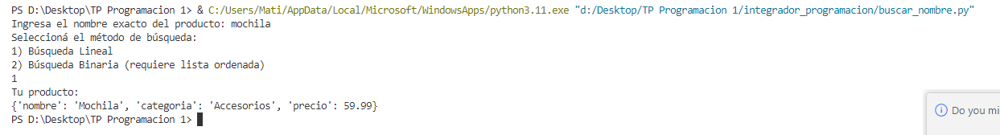 PS D:\Desktop\TP Programacion 1> & C:/Users/Mati/AppData/Local/Microsoft/WindowsApps/python3.11.exe "d:/Desktop/TP Programacion 1/integrador_programacion/buscar_nombre.py"
Ingresa el nombre exacto del producto: mochila
Seleccioná el método de búsqueda:
1) Búsqueda Lineal
2) Búsqueda Binaria (requiere lista ordenada)
1
Tu producto:
{'nombre': 'Mochila', 'categoria': 'Accesorios', 'precio': 59.99}
PS D:\Desktop\TP Programacion 1>
Do you mi